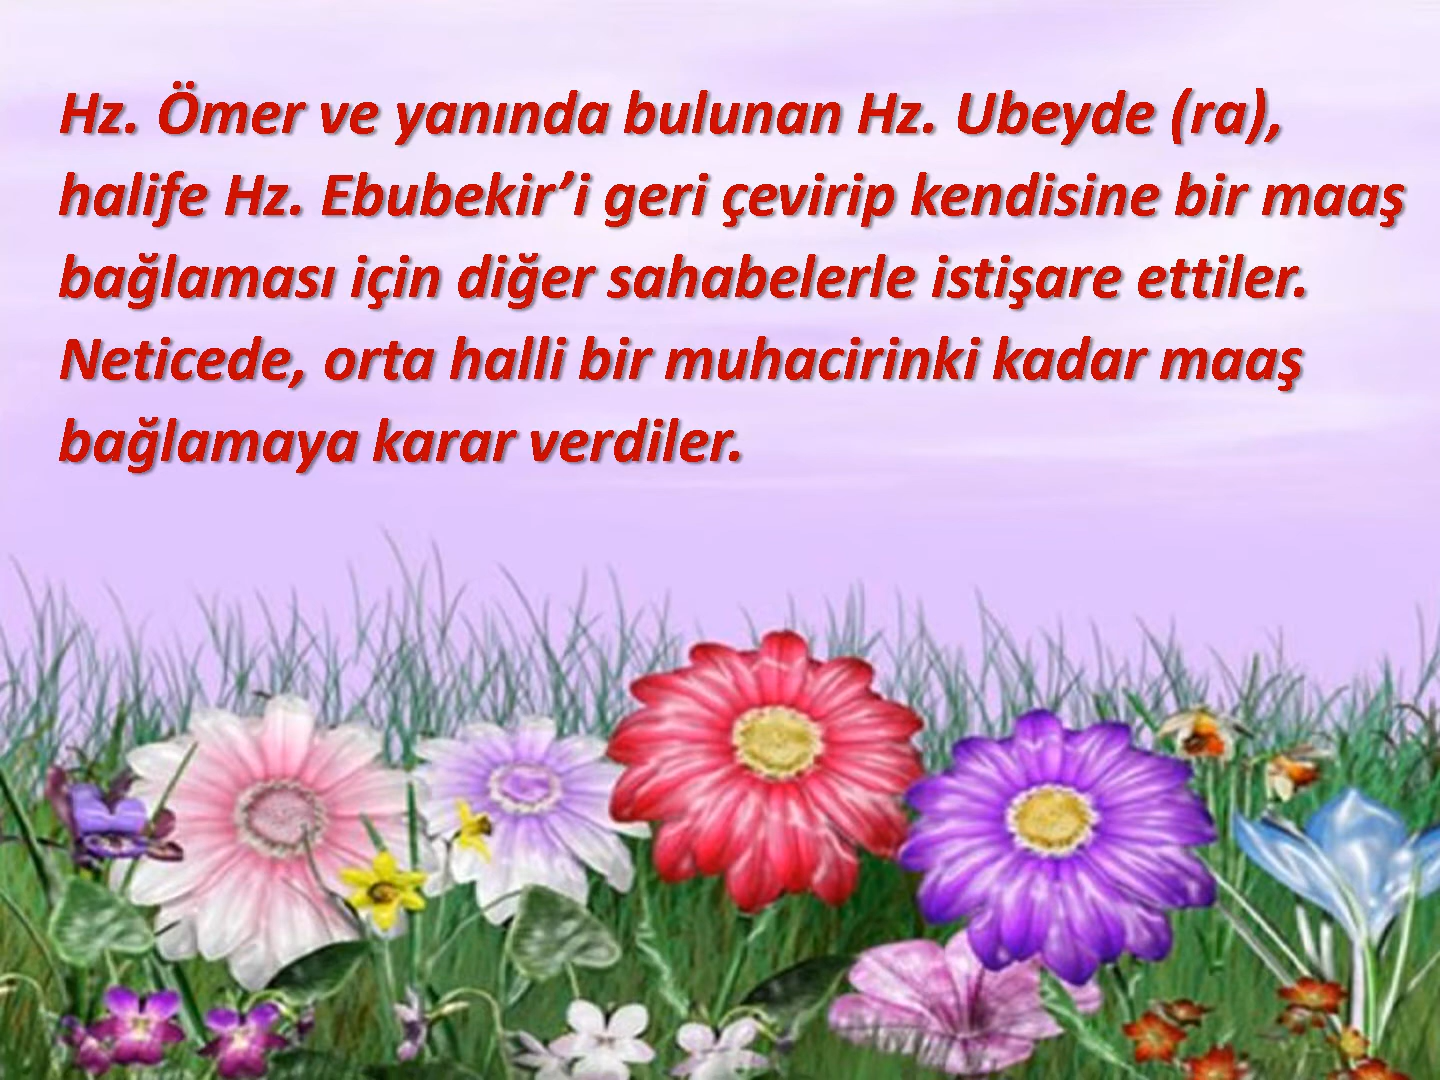 Hz. Ömer ve yanında bulunan Hz. Ubeyde (ra),
halife Hz. Ebubekir’i geri çevirip kendisine bir maaş
bağlaması için diğer sahabelerle istişare ettiler.
Neticede, orta halli bir muhacirinki kadar maaş
bağlamaya karar verdiler.